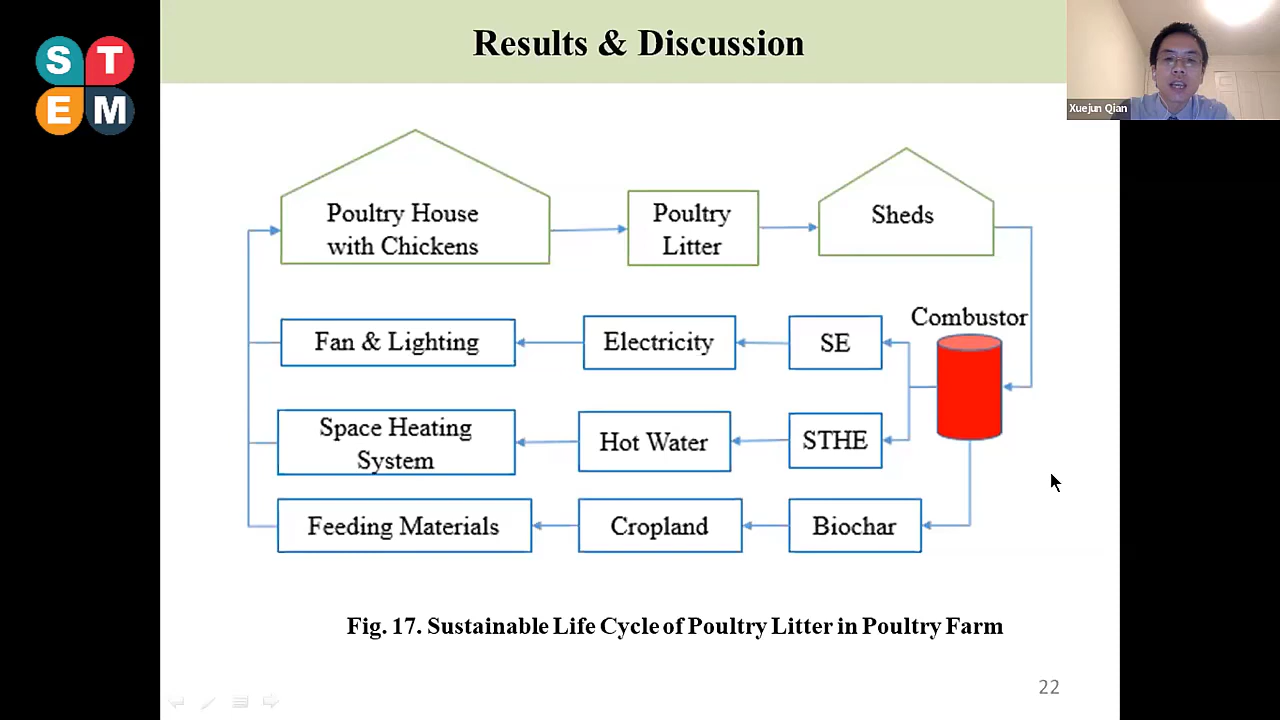 S T
E M
Results & Discussion
Xuejun Qian
Poultry House
with Chickens
Poultry
Litter
Sheds
Combustor
Fan & Lighting
Electricity
SE
Space Heating
System
Hot Water
STHE
Feeding Materials
Cropland
Biochar
Fig. 17. Sustainable Life Cycle of Poultry Litter in Poultry Farm
22